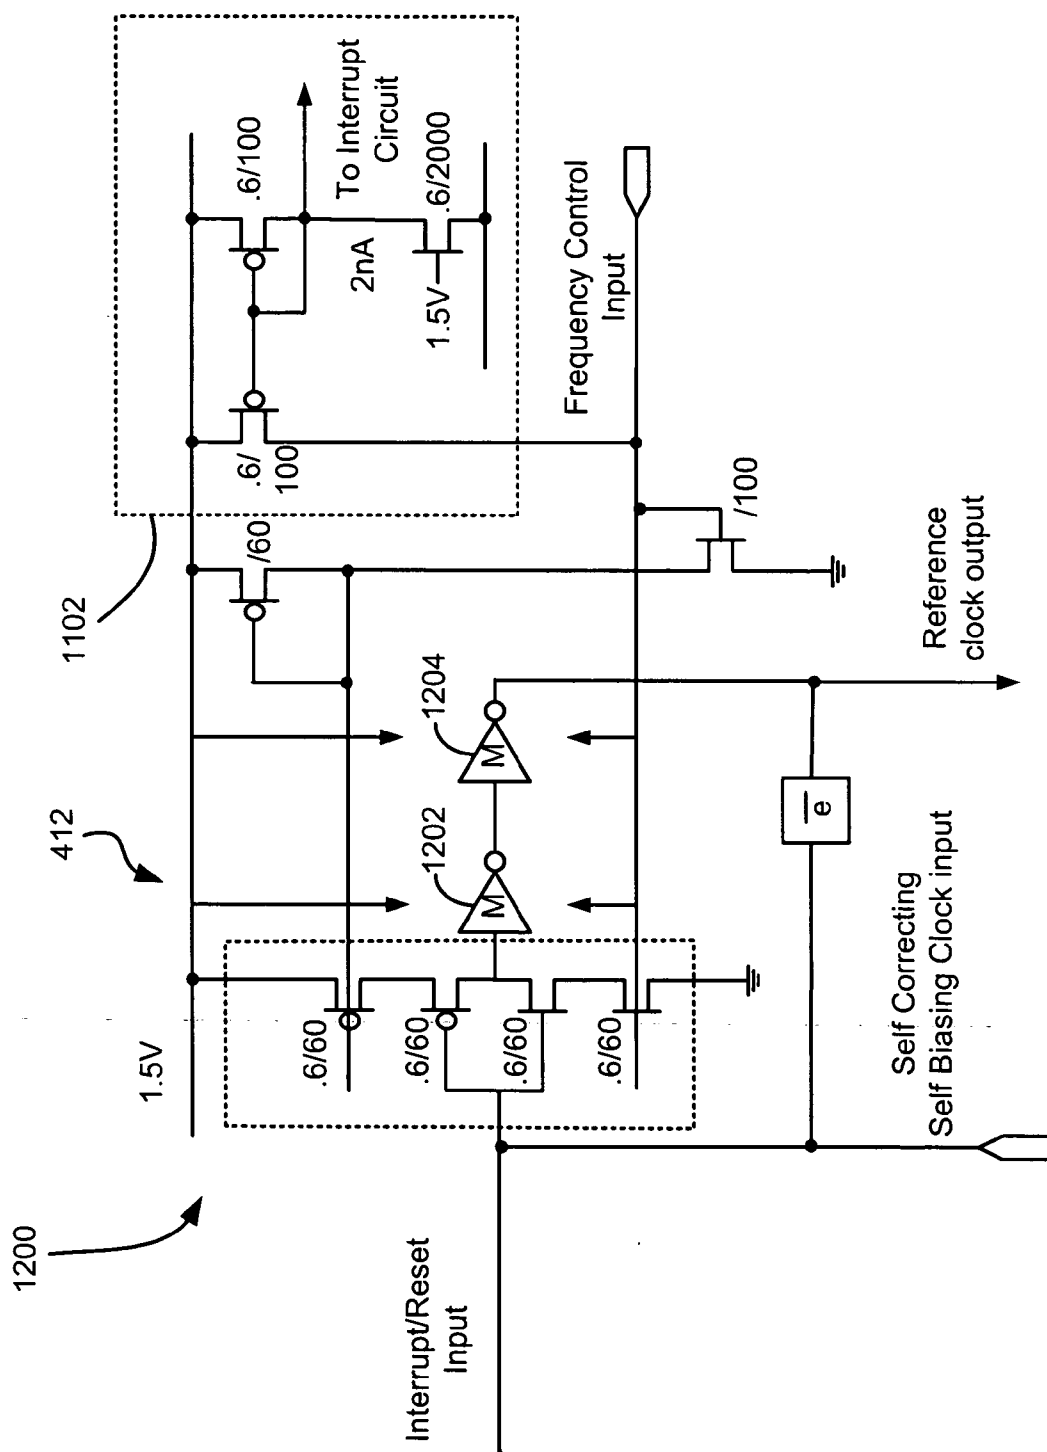 1200
412
1102
1.5V
.6/60
/60
.6/
100
.6/100
To Interrupt
Circuit
2nA
.6/60
1202
1204
1.5V
.6/2000
Interrupt/Reset
Input
M
M
.6/60
.6/60
Frequency Control
Input
/100
e
Self Correcting
Self Biasing Clock input
Reference
clock output